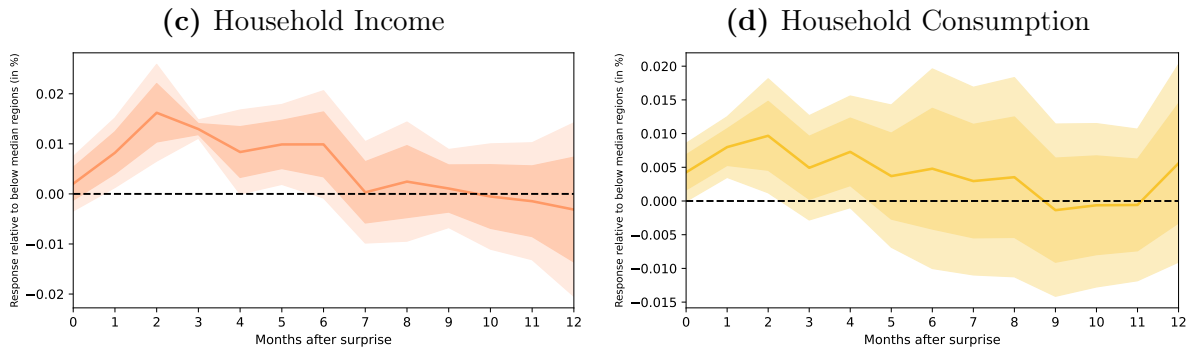 (c) Household Income
Response relative to below median regions (in %)
0.02
0.01
0.00
−0.01
−0.02
0 1 2 3 4 5 6 7 8 9 10 11 12
Months after surprise
(d) Household Consumption
Response relative to below median regions (in %)
0.020
0.015
0.010
0.005
0.000
−0.005
−0.010
−0.015
0 1 2 3 4 5 6 7 8 9 10 11 12
Months after surprise